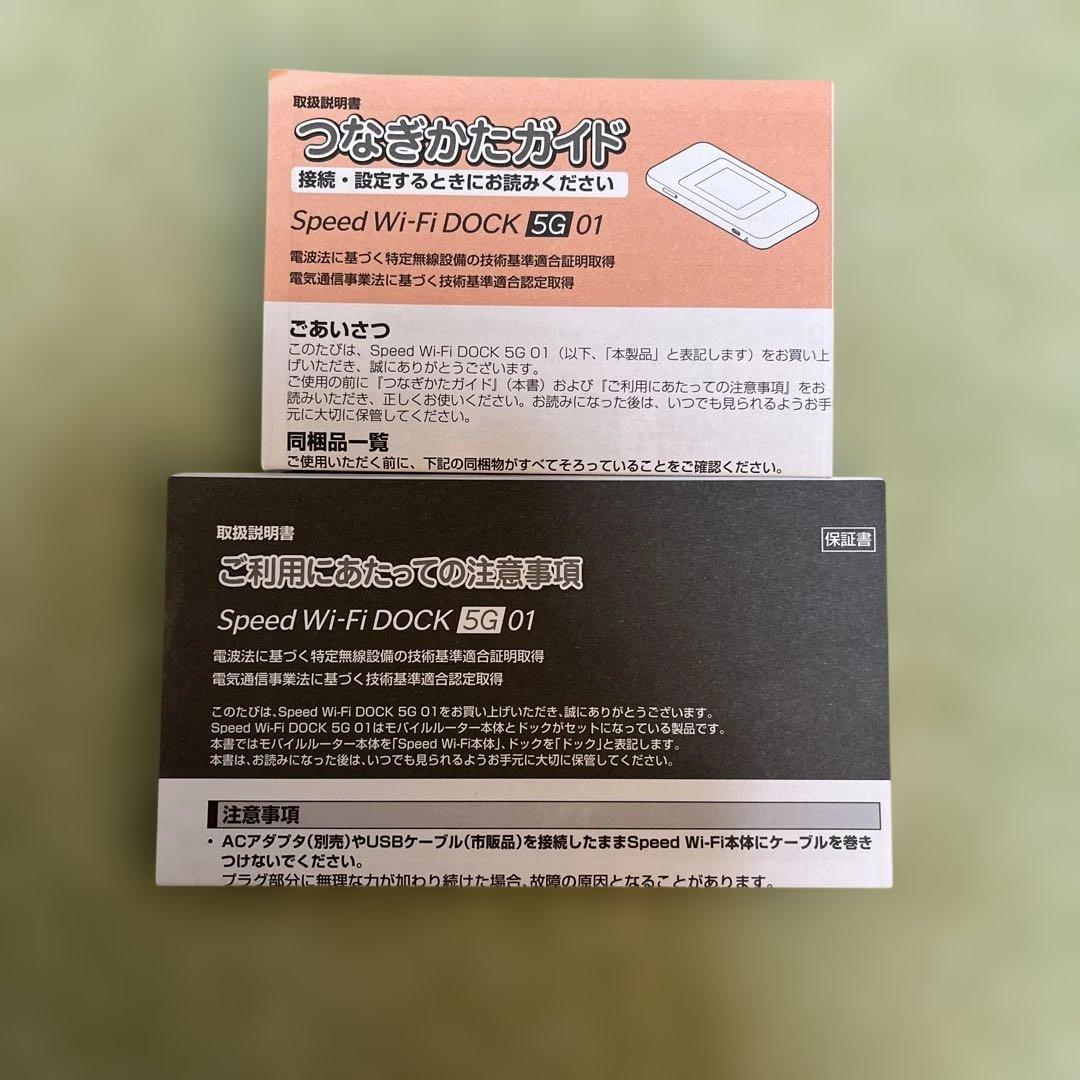 取扱説明書
つなぎかたガイド
接続・設定するときにお読みください
Speed Wi-Fi DOCK 5G 01
電波法に基づく特定無線設備の技術基準適合証明取得
電気通信事業法に基づく技術基準適合認定取得
ごあいさつ
このたびは、Speed Wi-Fi DOCK 5G 01（以下、「本製品」と表記します）をお買い上
げいただき、誠にありがとうございます。
ご使用の前に『つなぎかたガイド』（本書）および『ご利用にあたっての注意事項』をお
読みいただき、正しくお使いください。お読みになった後は、いつでも見られるようお手
元に大切に保管してください。
同梱品一覧
ご使用いただく前に、下記の同梱物がすべてそろっていることをご確認ください。
取扱説明書
保証書
ご利用にあたっての注意事項
Speed Wi-Fi DOCK 5G 01
電波法に基づく特定無線設備の技術基準適合証明取得
電気通信事業法に基づく技術基準適合認定取得
このたびは、Speed Wi-Fi DOCK 5G 01をお買い上げいただき、誠にありがとうございます。
Speed Wi-Fi DOCK 5G 01はモバイルルーター本体とドックがセットになっている製品です。
本書ではモバイルルーター本体を「Speed Wi-Fi本体」、ドックを「ドック」と表記します。
本書は、お読みになった後は、いつでも見られるようお手元に大切に保管してください。
注意事項
・ACアダプタ（別売）やUSBケーブル（市販品）を接続したままSpeed Wi-Fi本体にケーブルを巻き
つけないでください。
プラグ部分に無理な力が加わり続けた場合、故障の原因となることがあります。